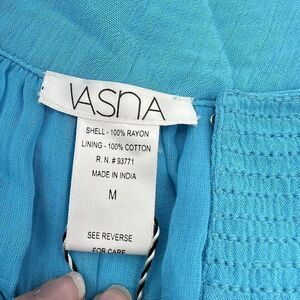 VASNA
SHELL - 100% RAYON
LINING - 100% COTTON
R. N. # 93771
MADE IN INDIA
M
SEE REVERSE
FOR CARE